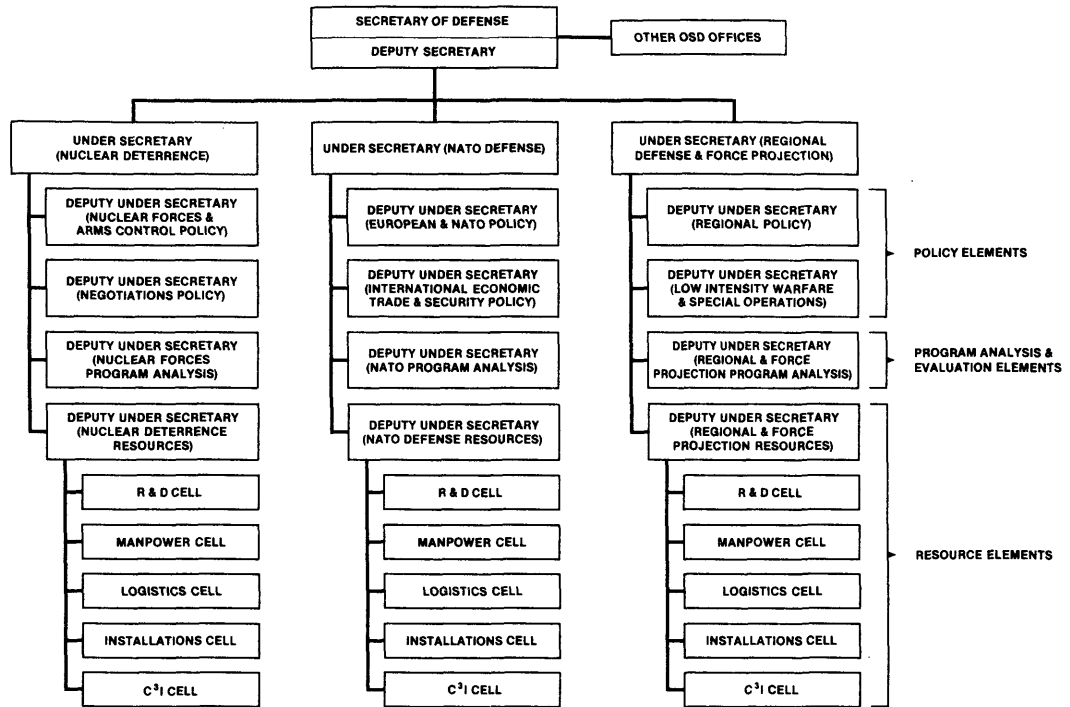 SECRETARY OF DEFENSE
DEPUTY SECRETARY
OTHER OSD OFFICES
UNDER SECRETARY
(NUCLEAR DETERRENCE)
DEPUTY UNDER SECRETARY
(NUCLEAR FORCES &
ARMS CONTROL POLICY)
DEPUTY UNDER SECRETARY
(NEGOTIATIONS POLICY)
DEPUTY UNDER SECRETARY
(NUCLEAR FORCES
PROGRAM ANALYSIS)
DEPUTY UNDER SECRETARY
(NUCLEAR DETERRENCE
RESOURCES)
R & D CELL
MANPOWER CELL
LOGISTICS CELL
INSTALLATIONS CELL
C³I CELL
UNDER SECRETARY (NATO DEFENSE)
DEPUTY UNDER SECRETARY
(EUROPEAN & NATO POLICY)
DEPUTY UNDER SECRETARY
(INTERNATIONAL ECONOMIC
TRADE & SECURITY POLICY)
DEPUTY UNDER SECRETARY
(NATO PROGRAM ANALYSIS)
DEPUTY UNDER SECRETARY
(NATO DEFENSE RESOURCES)
R & D CELL
MANPOWER CELL
LOGISTICS CELL
INSTALLATIONS CELL
C³I CELL
UNDER SECRETARY (REGIONAL
DEFENSE & FORCE PROJECTION)
DEPUTY UNDER SECRETARY
(REGIONAL POLICY)
DEPUTY UNDER SECRETARY
(LOW INTENSITY WARFARE
& SPECIAL OPERATIONS)
DEPUTY UNDER SECRETARY
(REGIONAL & FORCE
PROJECTION PROGRAM ANALYSIS)
DEPUTY UNDER SECRETARY
(REGIONAL & FORCE
PROJECTION RESOURCES)
R & D CELL
MANPOWER CELL
LOGISTICS CELL
INSTALLATIONS CELL
C³I CELL
POLICY ELEMENTS
PROGRAM ANALYSIS &
EVALUATION ELEMENTS
RESOURCE ELEMENTS